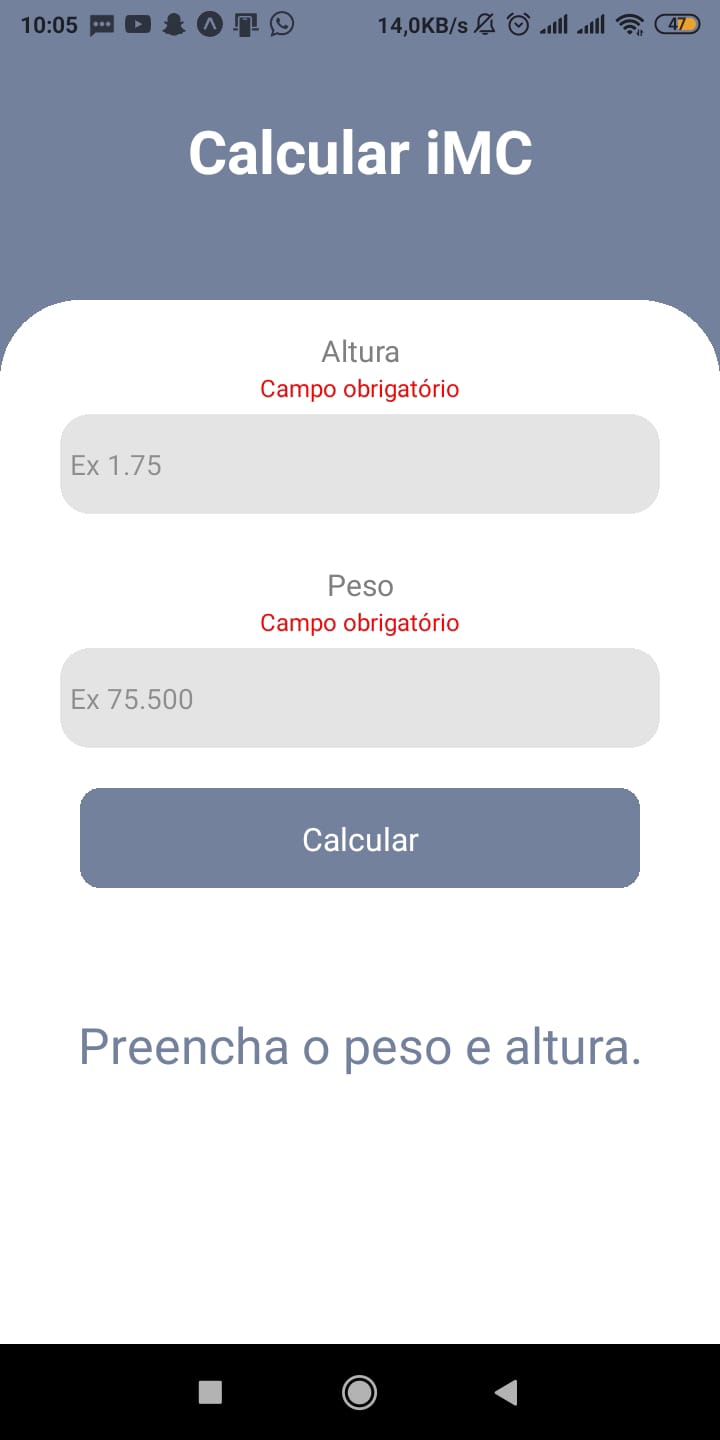 10:05 14,0KB/s 47
Calcular iMC
Altura
Campo obrigatório
Ex 1.75
Peso
Campo obrigatório
Ex 75.500
Calcular
Preencha o peso e altura.